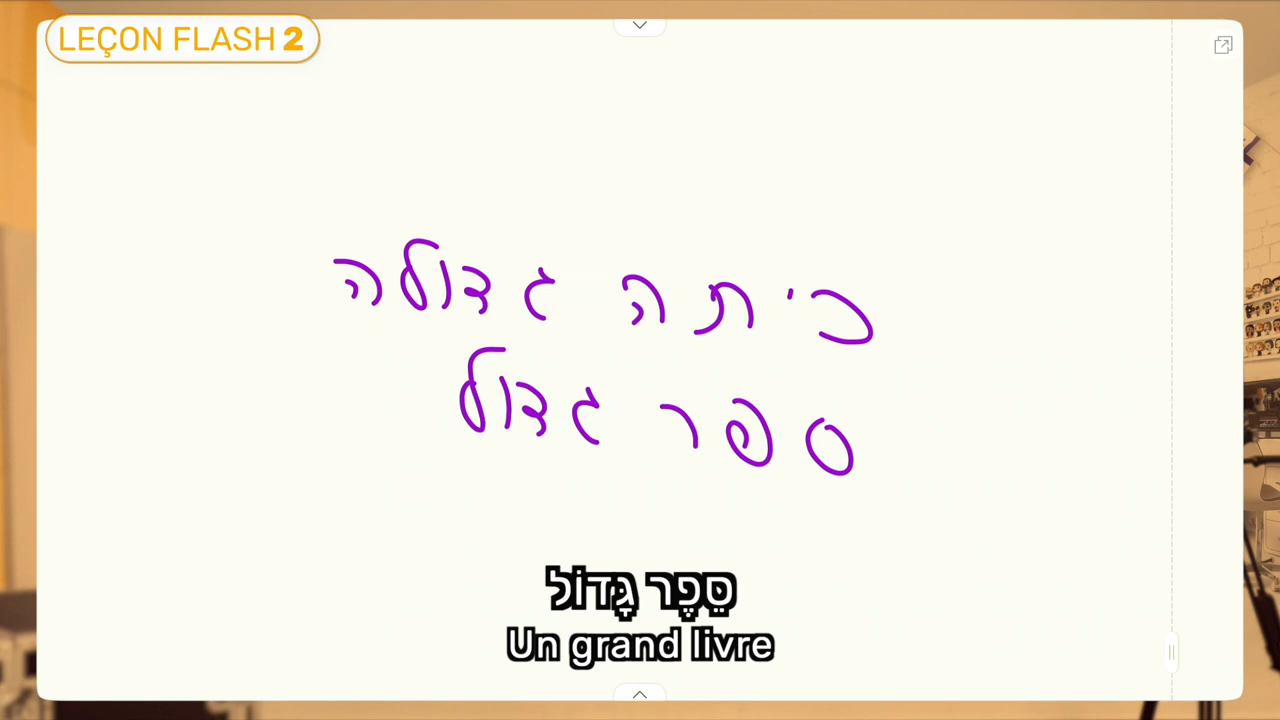 LEÇON FLASH 2
כיתה גדולה
ספר גדול
סֵפֶר גָּדוֹל
Un grand livre